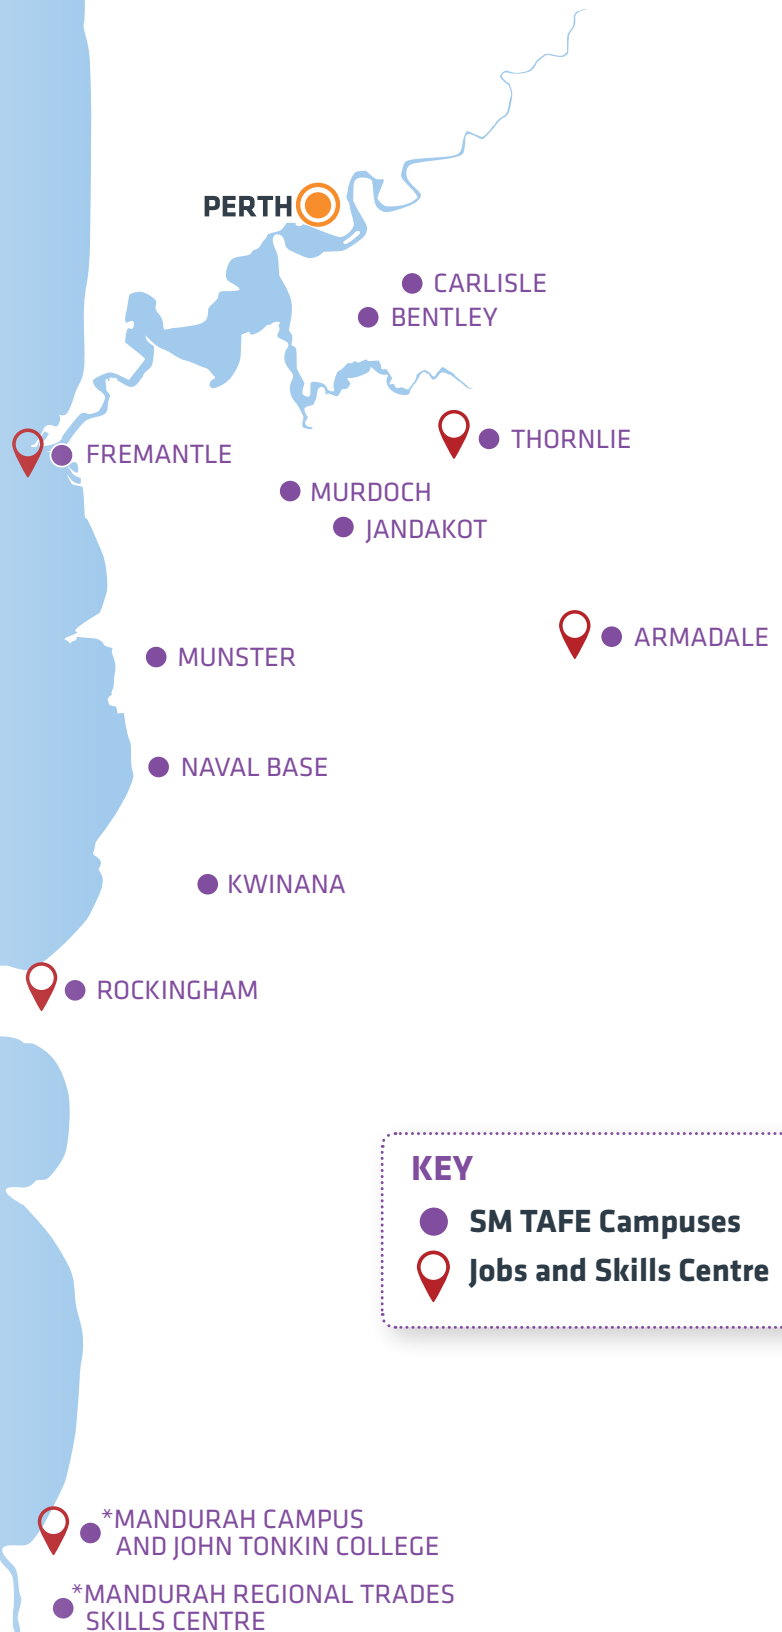 PERTH
CARLISLE
BENTLEY
THORNLIE
FREMANTLE
MURDOCH
JANDAKOT
ARMADALE
MUNSTER
NAVAL BASE
KWINANA
ROCKINGHAM
KEY
SM TAFE Campuses
Jobs and Skills Centre
*MANDURAH CAMPUS
AND JOHN TONKIN COLLEGE
*MANDURAH REGIONAL TRADES
SKILLS CENTRE